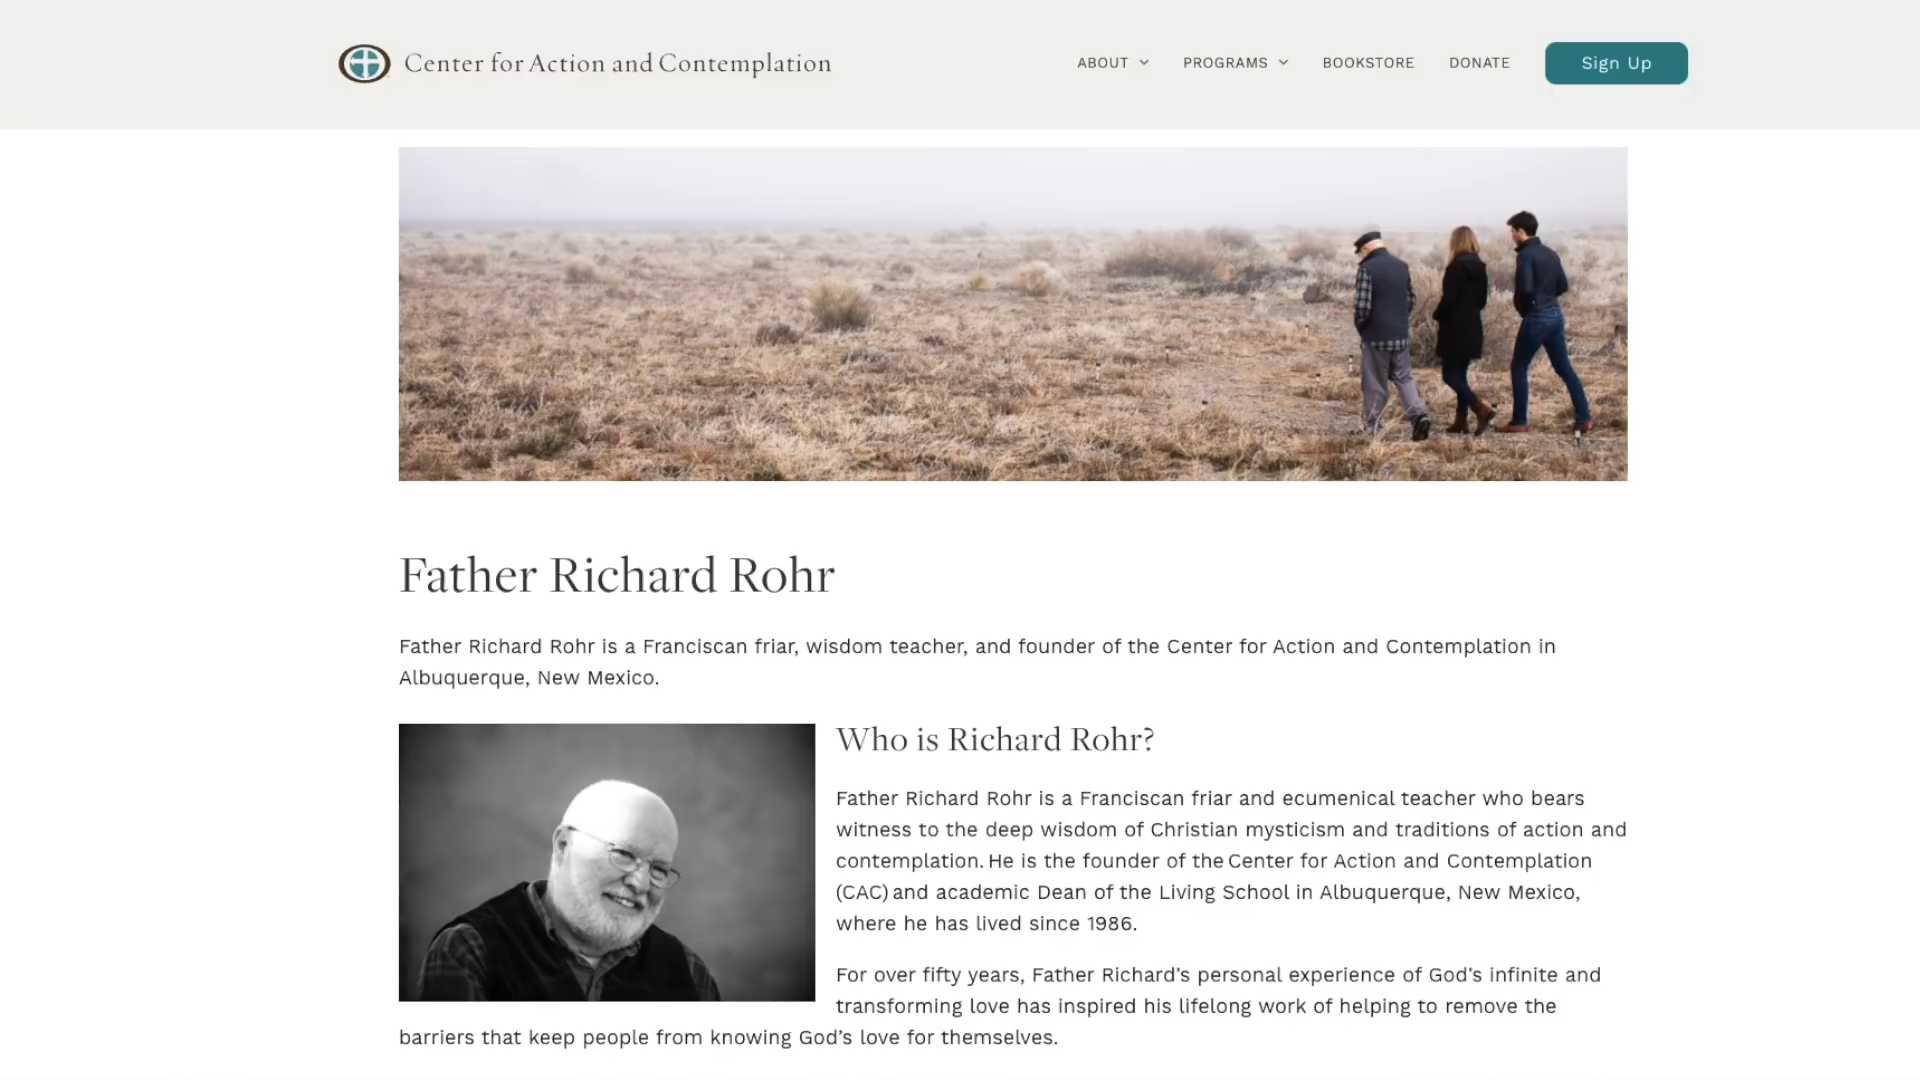 Center for Action and Contemplation
ABOUT
PROGRAMS
BOOKSTORE
DONATE
Sign Up
Father Richard Rohr
Father Richard Rohr is a Franciscan friar, wisdom teacher, and founder of the Center for Action and Contemplation in
Albuquerque, New Mexico.
Who is Richard Rohr?
Father Richard Rohr is a Franciscan friar and ecumenical teacher who bears
witness to the deep wisdom of Christian mysticism and traditions of action and
contemplation. He is the founder of the Center for Action and Contemplation
(CAC) and academic Dean of the Living School in Albuquerque, New Mexico,
where he has lived since 1986.
For over fifty years, Father Richard’s personal experience of God’s infinite and
transforming love has inspired his lifelong work of helping to remove the
barriers that keep people from knowing God’s love for themselves.